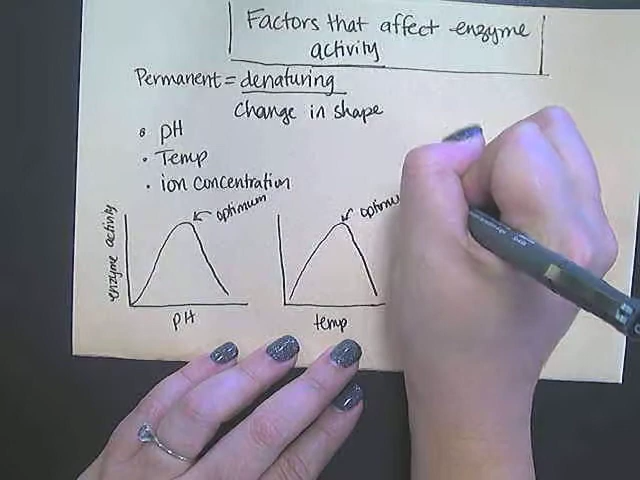 Factors that affect enzyme
activity
Permanent = denaturing
Change in shape
• pH
• Temp
• ion concentration
enzyme activity
optimum
pH
optimu
temp